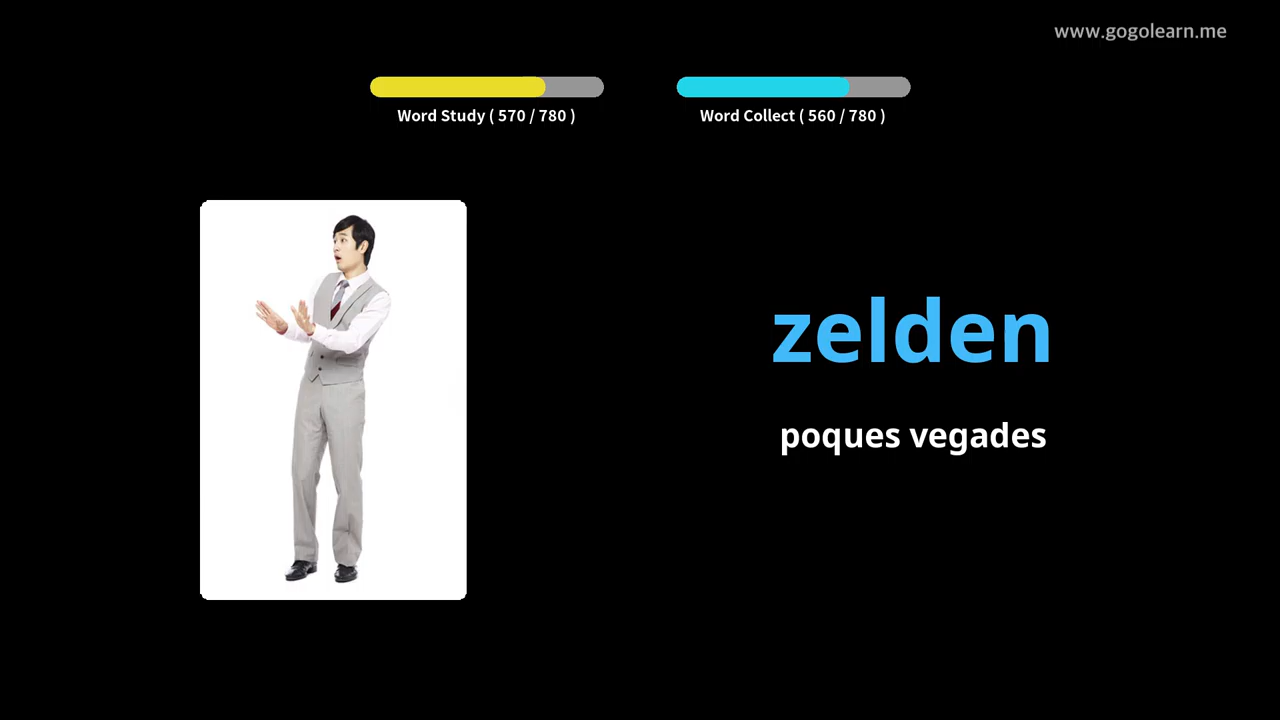 www.gogolearn.me
Word Study ( 570 / 780 )
Word Collect ( 560 / 780 )
zelden
poques vegades